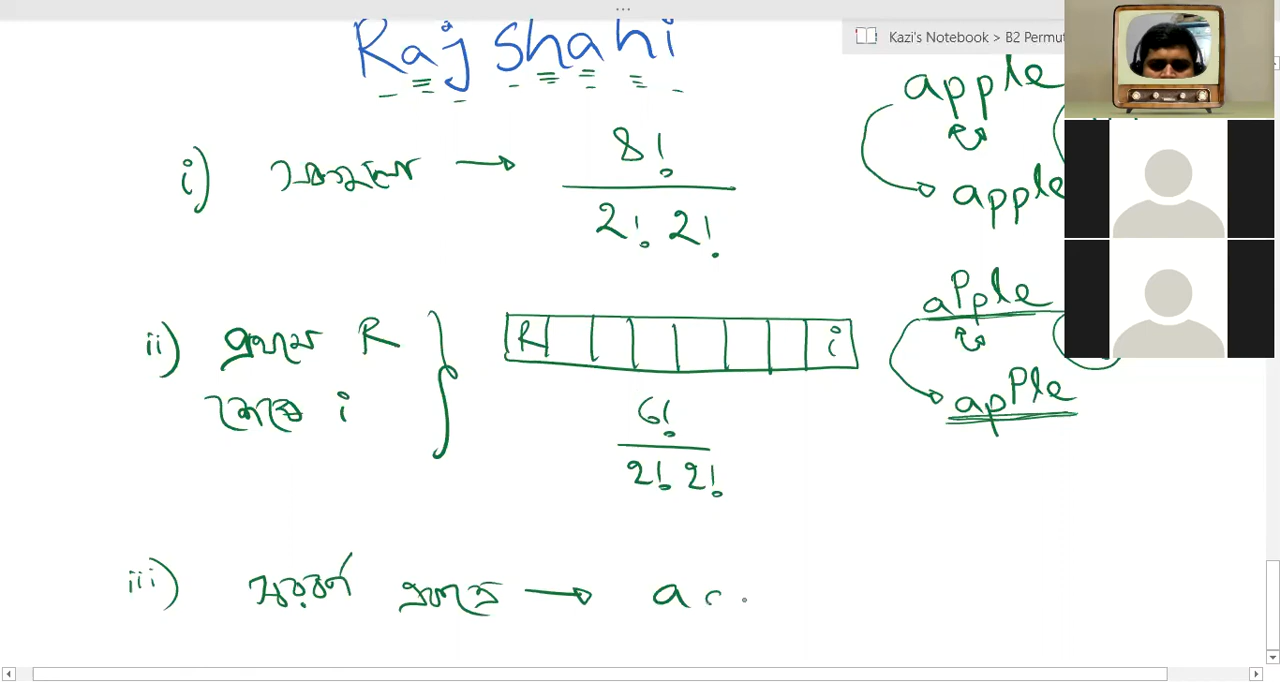 Kazi's Notebook > B2 Permut
Rajshahi
apple
apple
i) সবগুলো → 8! / 2! 2!
ii) প্রথমে R
শেষে i
R i
6! / 2! 2!
aPple
apPle
iii) স্বরবর্ণ একত্রে → a